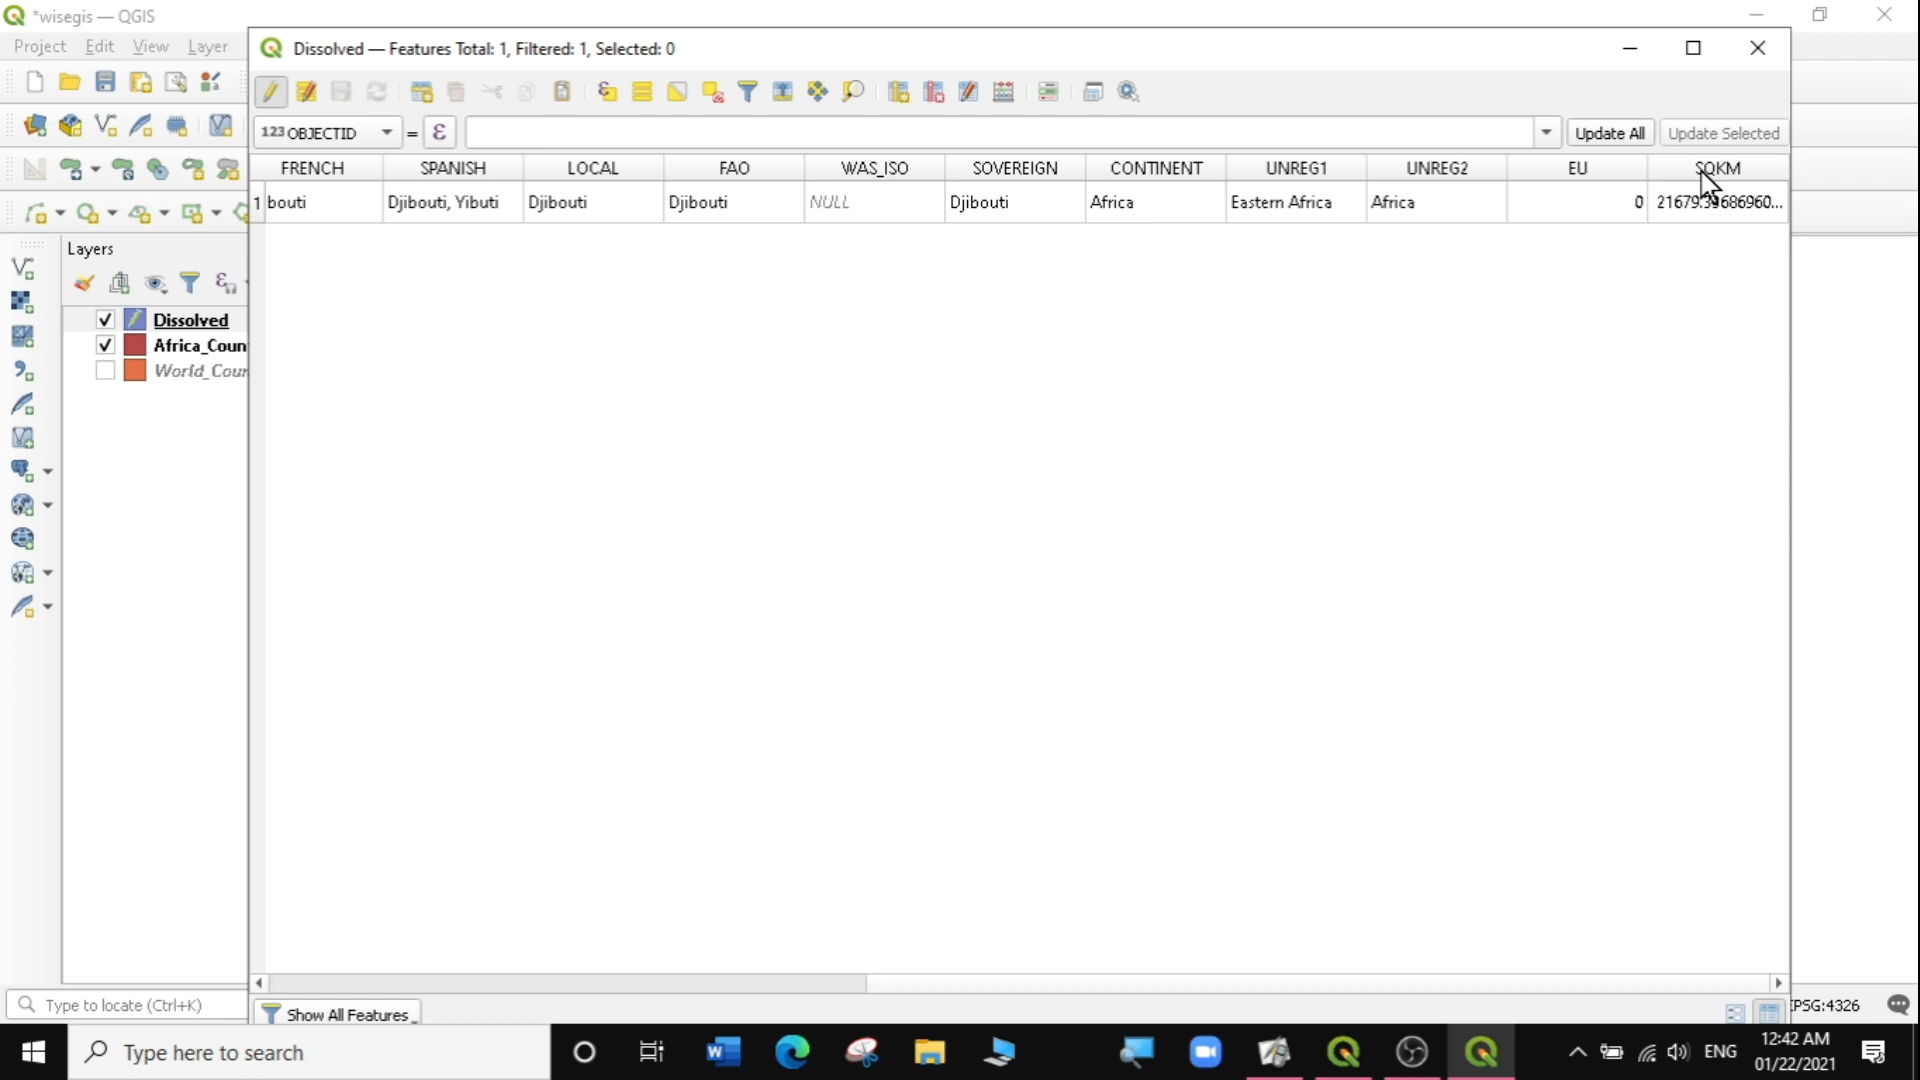 *wisegis — QGIS
Project Edit View Layer
Dissolved — Features Total: 1, Filtered: 1, Selected: 0
123 OBJECTID = ε Update All Update Selected
FRENCH SPANISH LOCAL FAO WAS_ISO SOVEREIGN CONTINENT UNREG1 UNREG2 EU SQKM
1 bouti Djibouti, Yibuti Djibouti Djibouti NULL Djibouti Africa Eastern Africa Africa 0
Layers
Dissolved
Africa_Coun
World_Cour
Type to locate (Ctrl+K)
Show All Features
EPSG:4326
Type here to search
ENG
12:42 AM
01/22/2021